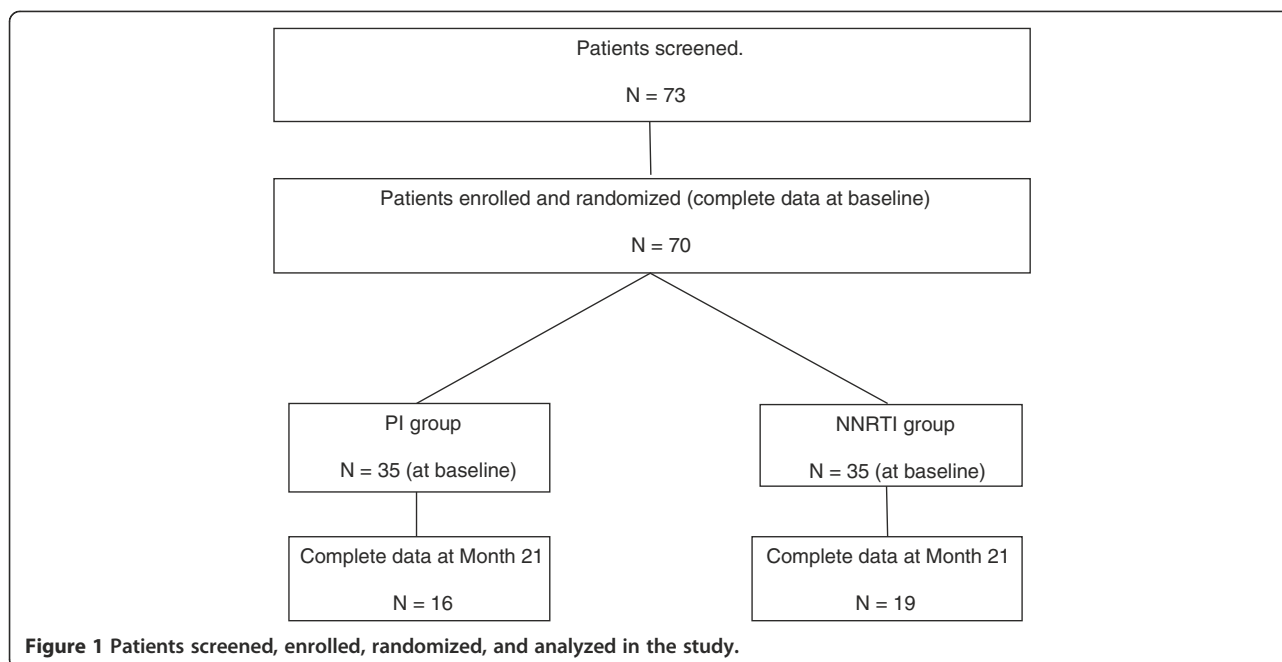 Patients screened.
N = 73
Patients enrolled and randomized (complete data at baseline)
N = 70
PI group
N = 35 (at baseline)
NNRTI group
N = 35 (at baseline)
Complete data at Month 21
N = 16
Complete data at Month 21
N = 19
Figure 1 Patients screened, enrolled, randomized, and analyzed in the study.